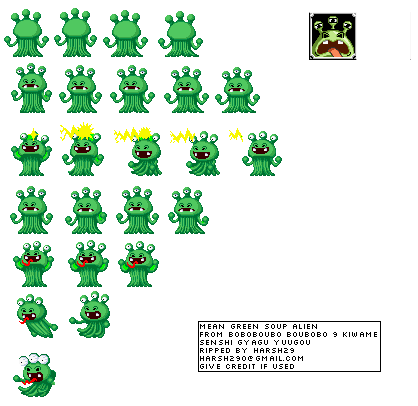 MEAN GREEN SOUP ALIEN
FROM BOBOBOUBO BOUBOBO 9 KIWAME
SENSHI GYAGU YUUGOU
RIPPED BY HARSH29
HARSH290@GMAIL.COM
GIVE CREDIT IF USED